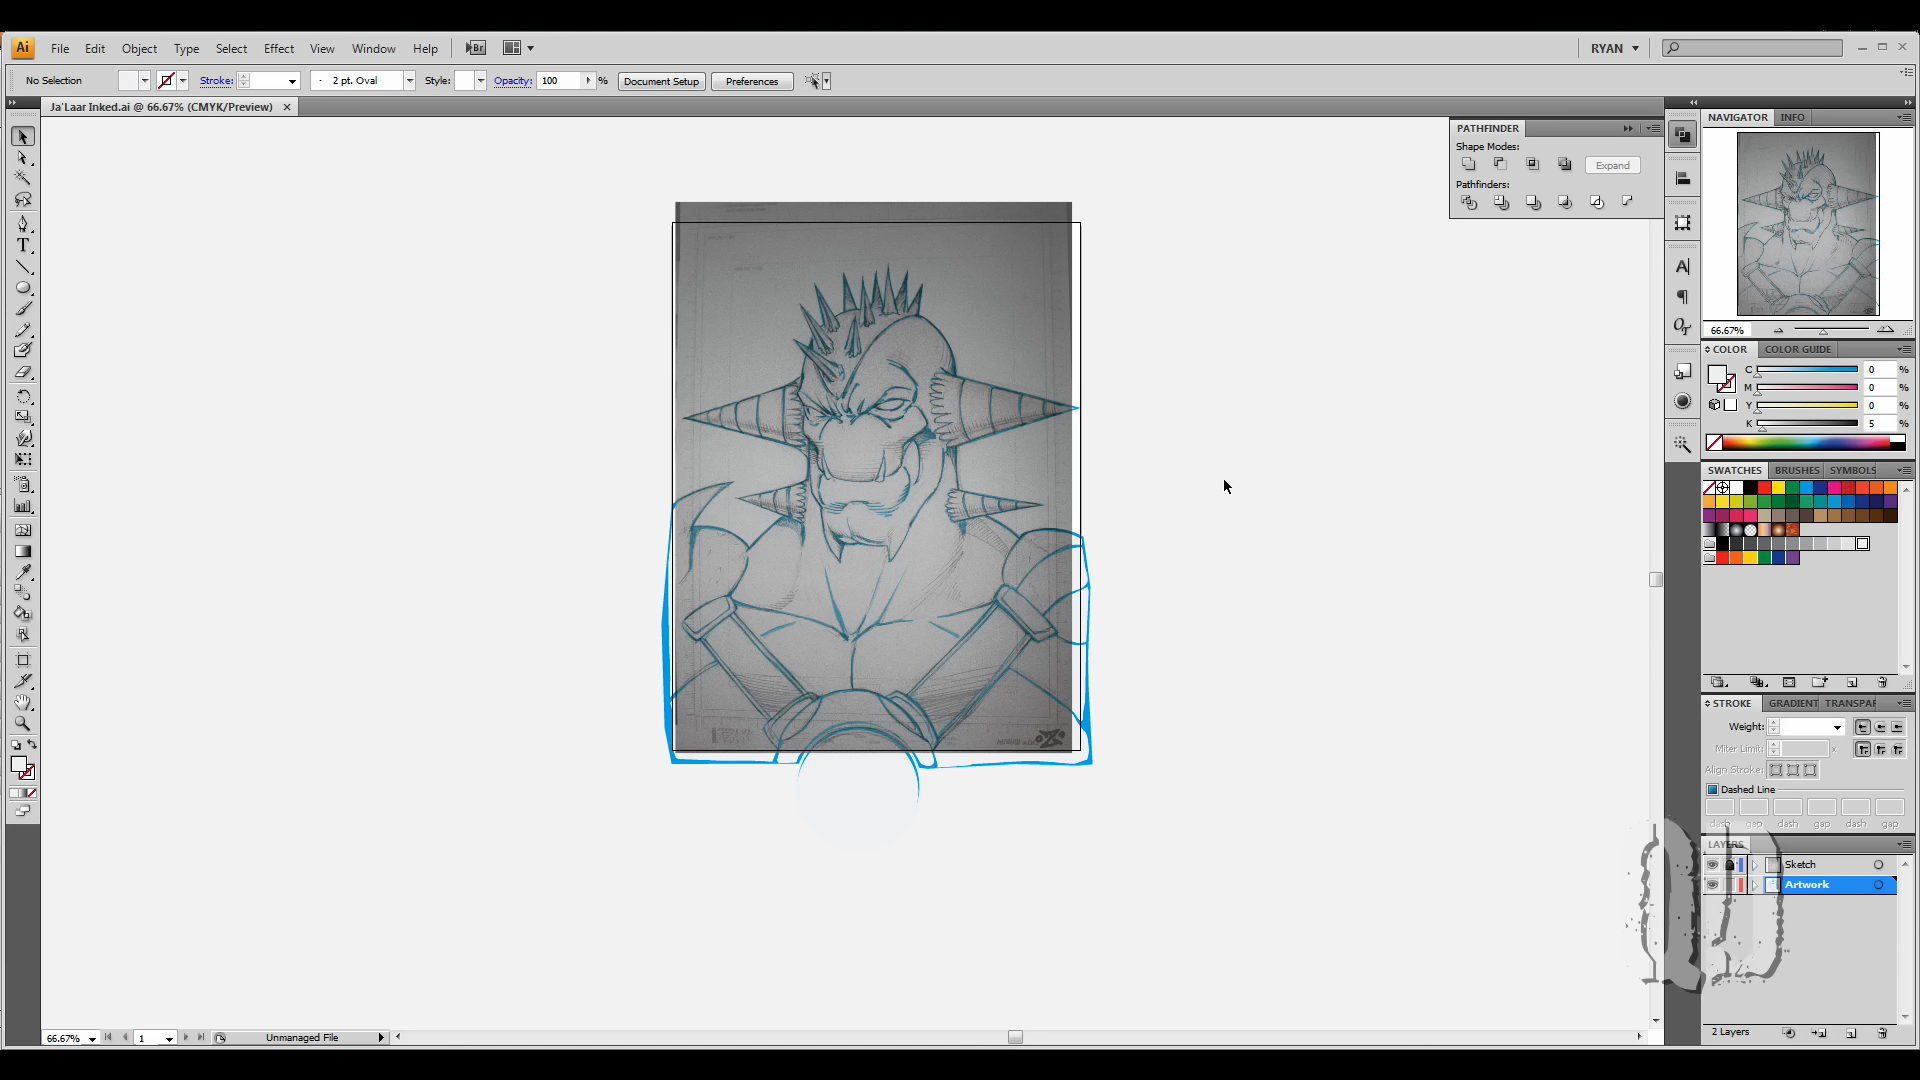 Ai File Edit Object Type Select Effect View Window Help Br RYAN
No Selection Stroke: 2 pt. Oval Style: Opacity: 100 % Document Setup Preferences
Ja'Laar Inked.ai @ 66.67% (CMYK/Preview)
PATHFINDER
Shape Modes:
Expand
Pathfinders:
NAVIGATOR INFO
66.67%
COLOR COLOR GUIDE
C 0 %
M 0 %
Y 0 %
K 5 %
SWATCHES BRUSHES SYMBOLS
STROKE GRADIENT TRANSPAR
Weight:
Miter Limit: x
Align Stroke:
Dashed Line
dash gap dash gap dash gap
LAYERS
Sketch
Artwork
2 Layers
66.67% 1 Unmanaged File